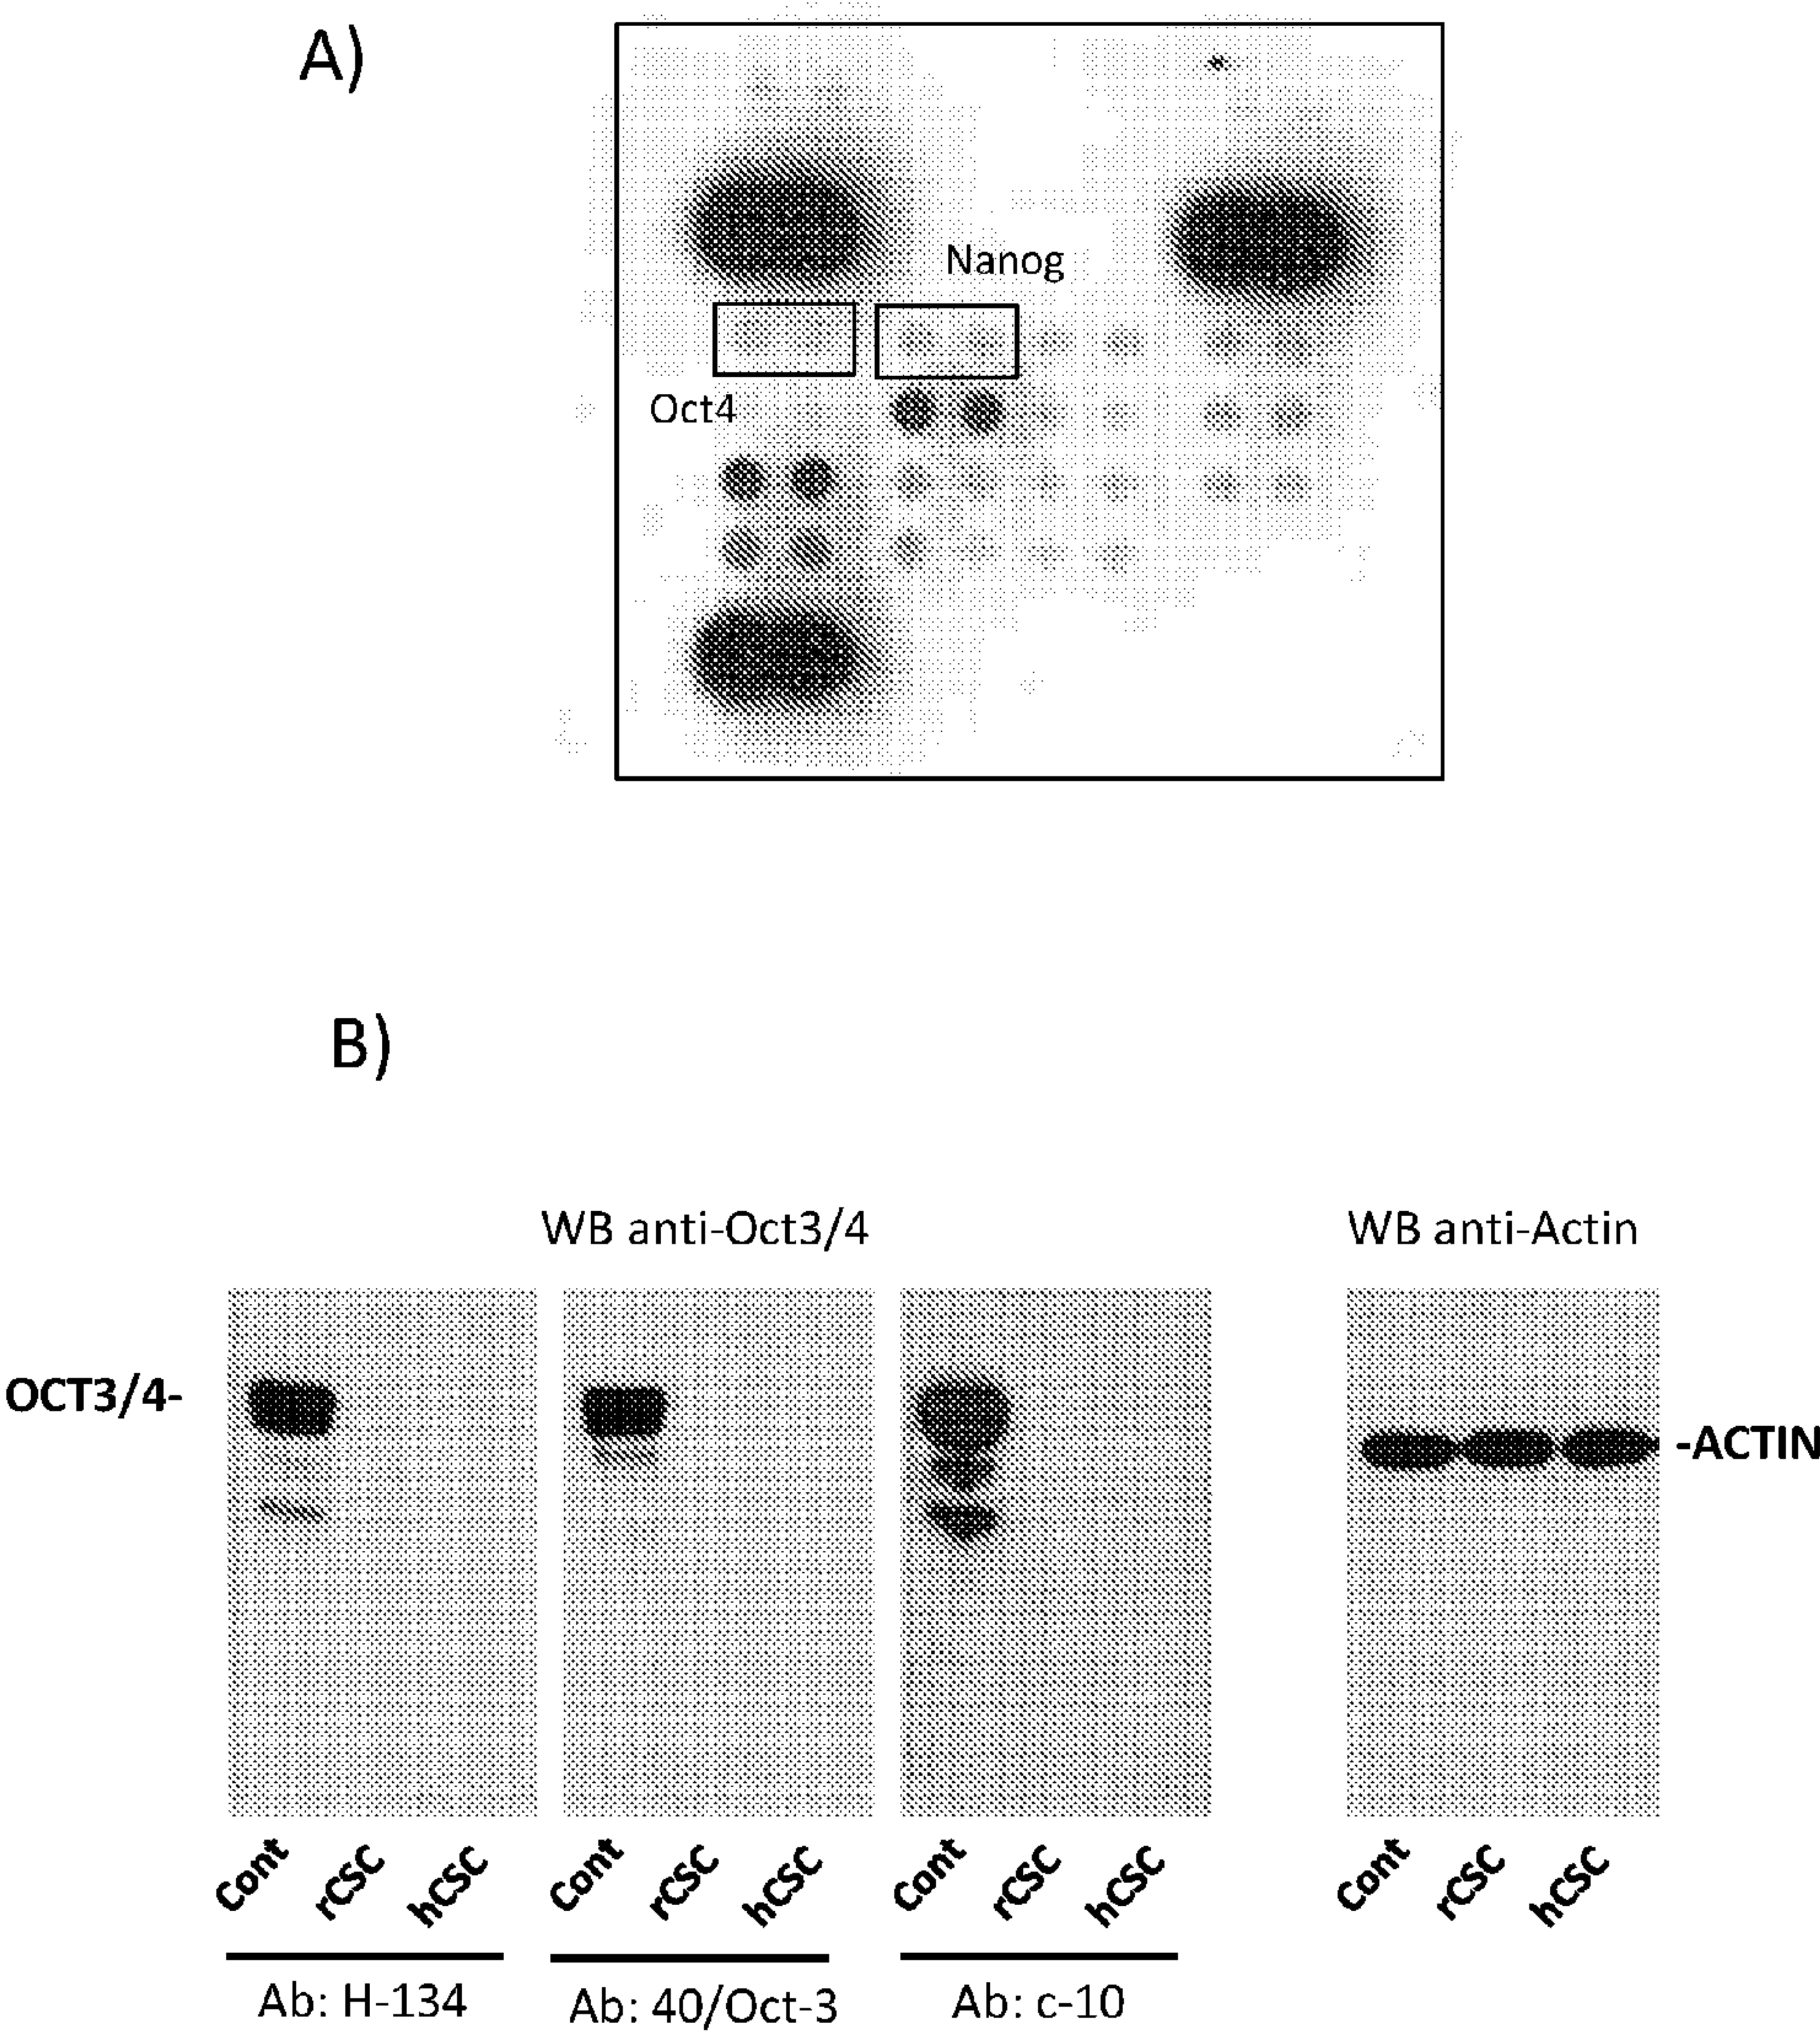 A)
Nanog
Oct4
B)
WB anti-Oct3/4
WB anti-Actin
OCT3/4-
-ACTIN
Cont rCSC hCSC Cont rCSC hCSC Cont rCSC hCSC Cont rCSC hCSC
Ab: H-134 Ab: 40/Oct-3 Ab: c-10